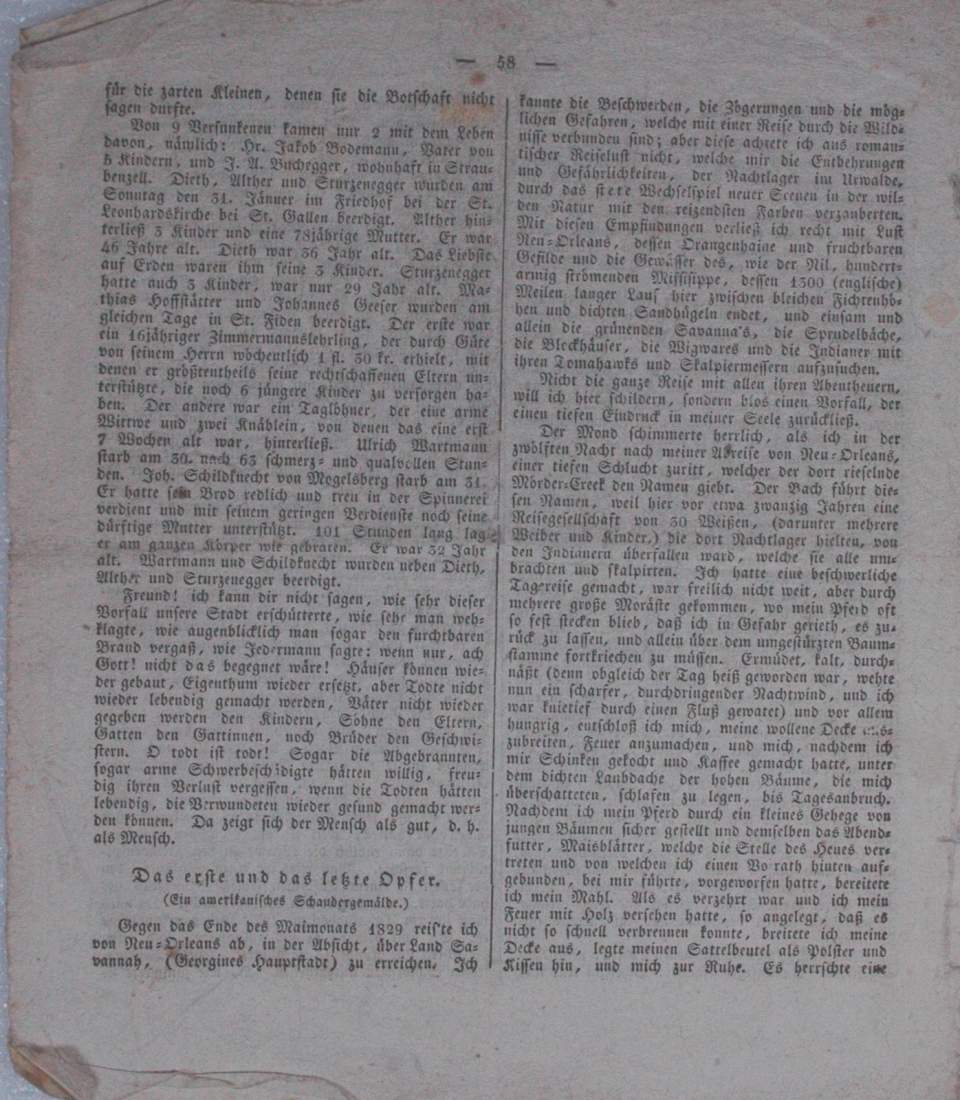 — 58 —
für die zarten Kleinen, denen sie die Botschaft nicht
sagen durfte.
Von 9 Versunkenen kamen nur 2 mit dem Leben
davon, nämlich: Hr. Jakob Bodemann, Vater von
5 Kindern, und J. A. Buchegger, wohnhaft in Strau-
benzell. Dieth, Alther und Sturzenegger wurden am
Sonntag den 31. Jänner im Friedhof bei der St.
Leonhardskirche bei St. Gallen beerdigt. Alther hin-
terließ 3 Kinder und eine 78jährige Mutter. Er war
46 Jahre alt. Dieth war 36 Jahr alt. Das Liebste
auf Erden waren ihm seine 3 Kinder. Sturzenegger
hatte auch 3 Kinder, war nur 29 Jahr alt. Ma-
thias Hoffstätter und Johannes Geeser wurden am
gleichen Tage in St. Fiden beerdigt. Der erste war
ein 16jähriger Zimmermannslehrling, der durch Güte
von seinem Herrn wöchentlich 1 fl. 30 kr. erhielt, mit
denen er größtentheils seine rechtschaffenen Eltern un-
terstützte, die noch 6 jüngere Kinder zu versorgen ha-
ben. Der andere war ein Taglöhner, der eine arme
Wittwe und zwei Knäblein, von denen das eine erst
7 Wochen alt war, hinterließ. Ulrich Wartmann
starb am 30. nach 63 schmerz- und qualvollen Stun-
den. Joh. Schildknecht von Mogelsberg starb am 31.
Er hatte sein Brod redlich und treu in der Spinnerei
verdient und mit seinem geringen Verdienste noch seine
dürftige Mutter unterstützt. 101 Stunden lang lag
er am ganzen Körper wie gebraten. Er war 32 Jahr
alt. Wartmann und Schildknecht wurden neben Dieth,
Alther und Sturzenegger beerdigt.
Freund! ich kann dir nicht sagen, wie sehr dieser
Vorfall unsere Stadt erschütterte, wie sehr man weh-
klagte, wie augenblicklich man sogar den furchtbaren
Brand vergaß, wie Jedermann sagte: wenn nur, ach
Gott! nicht das begegnet wäre! Häuser können wie-
der gebaut, Eigenthum wieder ersetzt, aber Todte nicht
wieder lebendig gemacht werden, Väter nicht wieder
gegeben werden den Kindern, Söhne den Eltern,
Gatten den Gattinnen, noch Brüder den Geschwi-
stern. O todt ist todt! Sogar die Abgebrannten,
sogar arme Schwerbeschädigte hätten willig, freu-
dig ihren Verlust vergessen, wenn die Todten hätten
lebendig, die Verwundeten wieder gesund gemacht wer-
den können. Da zeigt sich der Mensch als gut, d. h.
als Mensch.
Das erste und das letzte Opfer.
(Ein amerikanisches Schaudergemälde.)
Gegen das Ende des Maimonats 1829 reis'te ich
von Neu-Orleans ab, in der Absicht, über Land Sa-
vannah, (Georgines Hauptstadt) zu erreichen. Ich
kannte die Beschwerden, die Zögerungen und die mög-
lichen Gefahren, welche mit einer Reise durch die Wild-
nisse verbunden sind; aber diese achtete ich aus roman-
tischer Reiselust nicht, welche mir die Entbehrungen
und Gefährlichkeiten, der Nachtlager im Urwalde,
durch das stete Wechselspiel neuer Scenen in der wil-
den Natur mit den reizendsten Farben verzauberten.
Mit diesen Empfindungen verließ ich recht mit Lust
Neu-Orleans, dessen Orangenhaine und fruchtbaren
Gefilde und die Gewässer des, wie der Nil, hundert-
armig strömenden Missisippe, dessen 1300 (englische)
Meilen langer Lauf hier zwischen bleichen Fichtenhö-
hen und dichten Sandhügeln endet, und einsam und
allein die grünenden Savanna's, die Sprudelbäche,
die Blockhäuser, die Wigwares und die Indianer mit
ihren Tomahawks und Skalpiermessern aufzusuchen.
Nicht die ganze Reise mit allen ihren Abentheuern,
will ich hier schildern, sondern blos einen Vorfall, der
einen tiefen Eindruck in meiner Seele zurückließ.
Der Mond schimmerte herrlich, als ich in der
zwölften Nacht nach meiner Abreise von Neu-Orleans,
einer tiefen Schlucht zuritt, welcher der dort rieselnde
Mörder-Creek den Namen giebt. Der Bach führt die-
sen Namen, weil hier vor etwa zwanzig Jahren eine
Reisegesellschaft von 30 Weißen, (darunter mehrere
Weiber und Kinder,) die dort Nachtlager hielten, von
den Indianern überfallen ward, welche sie alle um-
brachten und skalpirten. Ich hatte eine beschwerliche
Tagereise gemacht, war freilich nicht weit, aber durch
mehrere große Moräste gekommen, wo mein Pferd oft
so fest stecken blieb, daß ich in Gefahr gerieth, es zu-
rück zu lassen, und allein über dem umgestürzten Baum-
stamme fortkriechen zu müssen. Ermüdet, kalt, durch-
näßt (denn obgleich der Tag heiß geworden war, wehte
nun ein scharfer, durchdringender Nachtwind, und ich
war knietief durch einen Fluß gewatet) und vor allem
hungrig, entschloß ich mich, meine wollene Decke aus-
zubreiten, Feuer anzumachen, und mich, nachdem ich
mir Schinken gekocht und Kaffee gemacht hatte, unter
dem dichten Laubdache der hohen Bäume, die mich
überschatteten, schlafen zu legen, bis Tagesanbruch.
Nachdem ich mein Pferd durch ein kleines Gehege von
jungen Bäumen sicher gestellt und demselben das Abend-
futter, Maisblätter, welche die Stelle des Heues ver-
treten und von welchen ich einen Vorrath hinten auf-
gebunden, bei mir führte, vorgeworfen hatte, bereitete
ich mein Mahl. Als es verzehrt war und ich mein
Feuer mit Holz versehen hatte, so angelegt, daß es
nicht so schnell verbrennen konnte, breitete ich meine
Decke aus, legte meinen Sattelbeutel als Polster und
Kissen hin, und mich zur Ruhe. Es herrschte eine